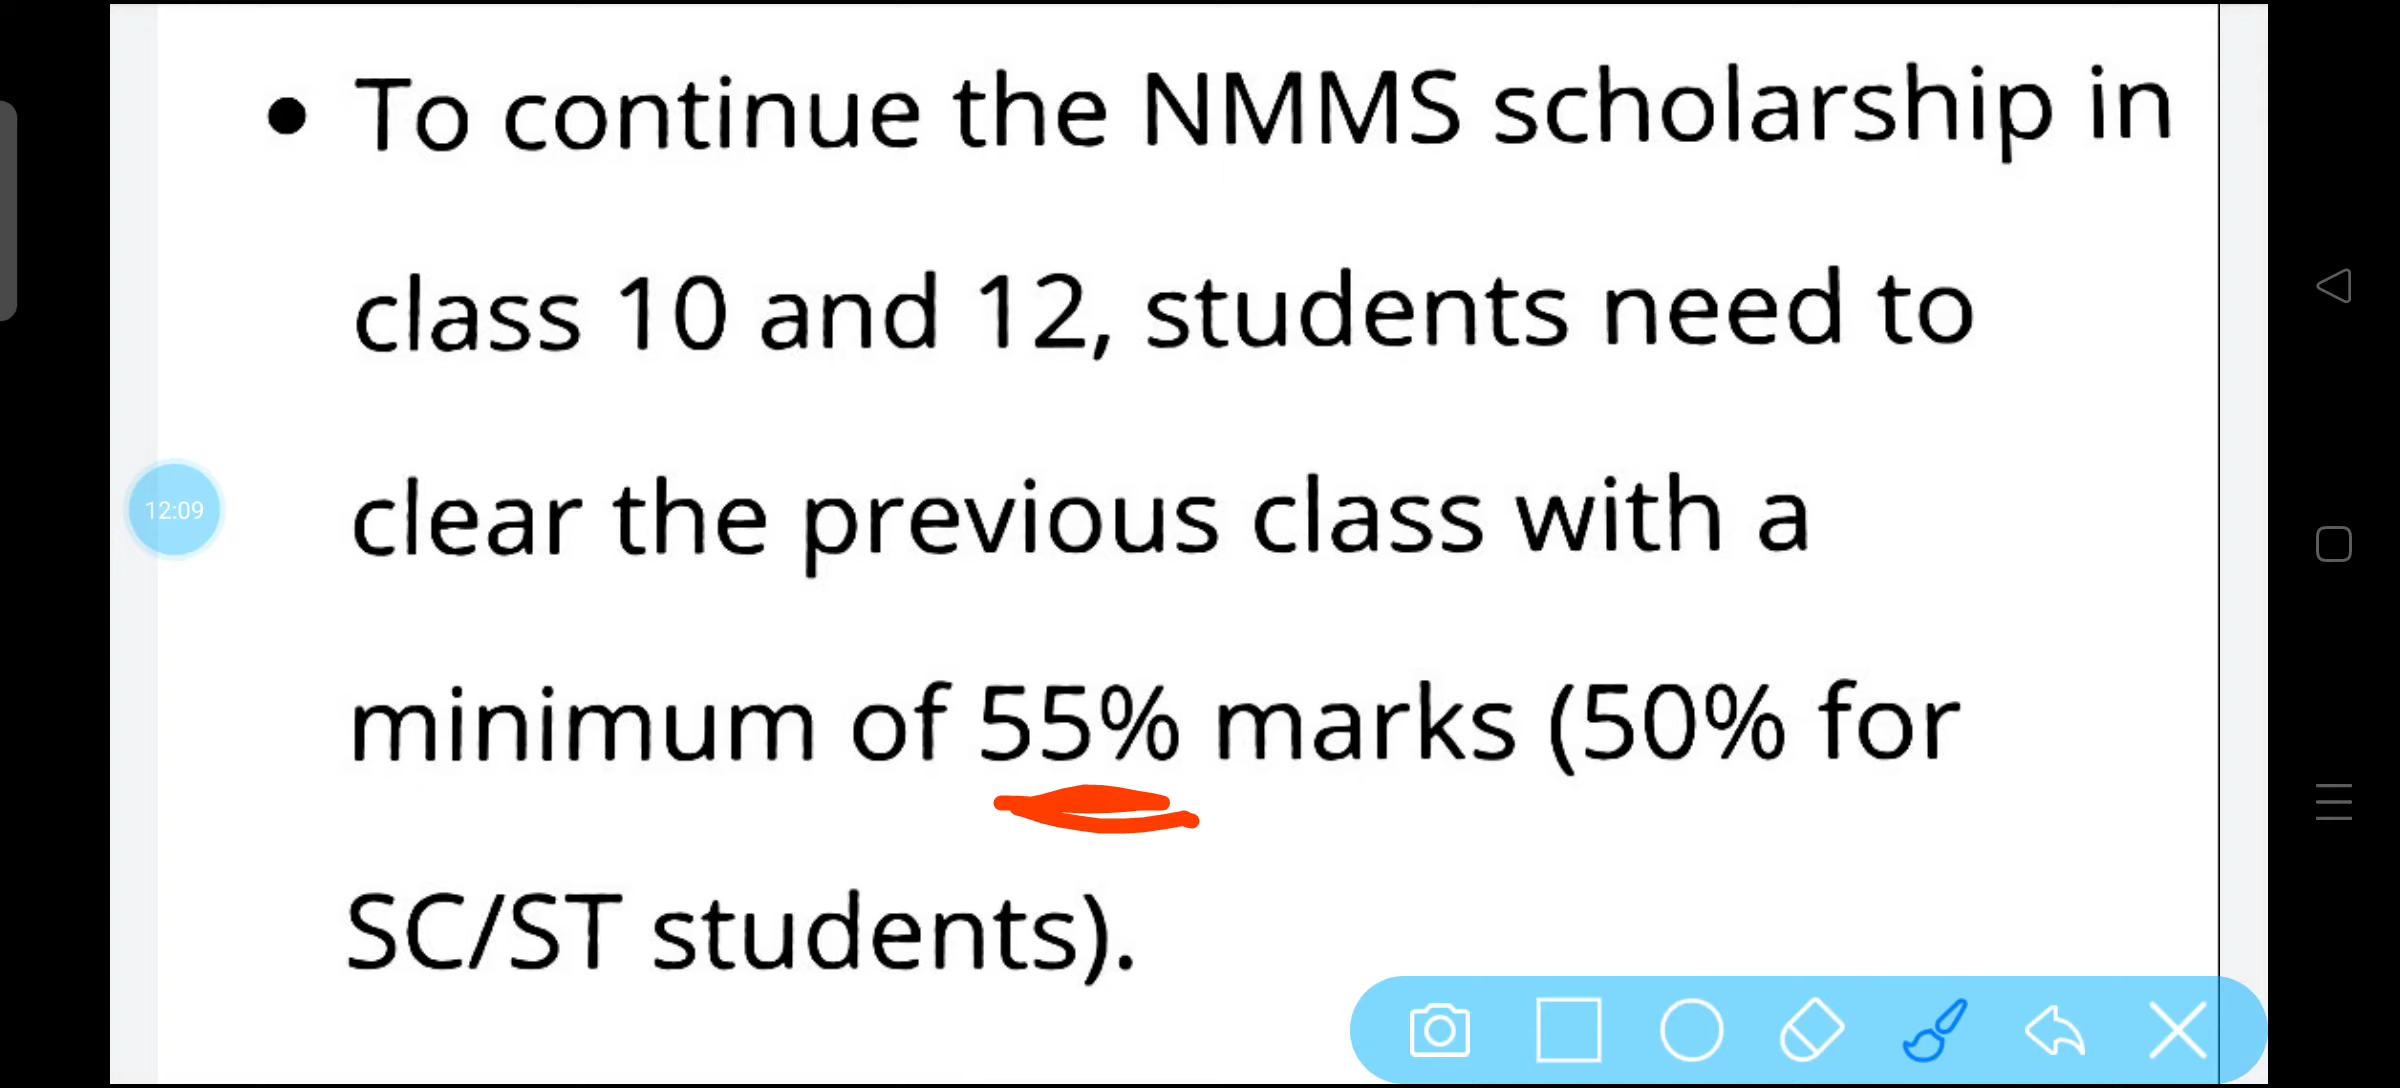 • To continue the NMMS scholarship in
class 10 and 12, students need to
clear the previous class with a
12:09
minimum of 55% marks (50% for
SC/ST students).